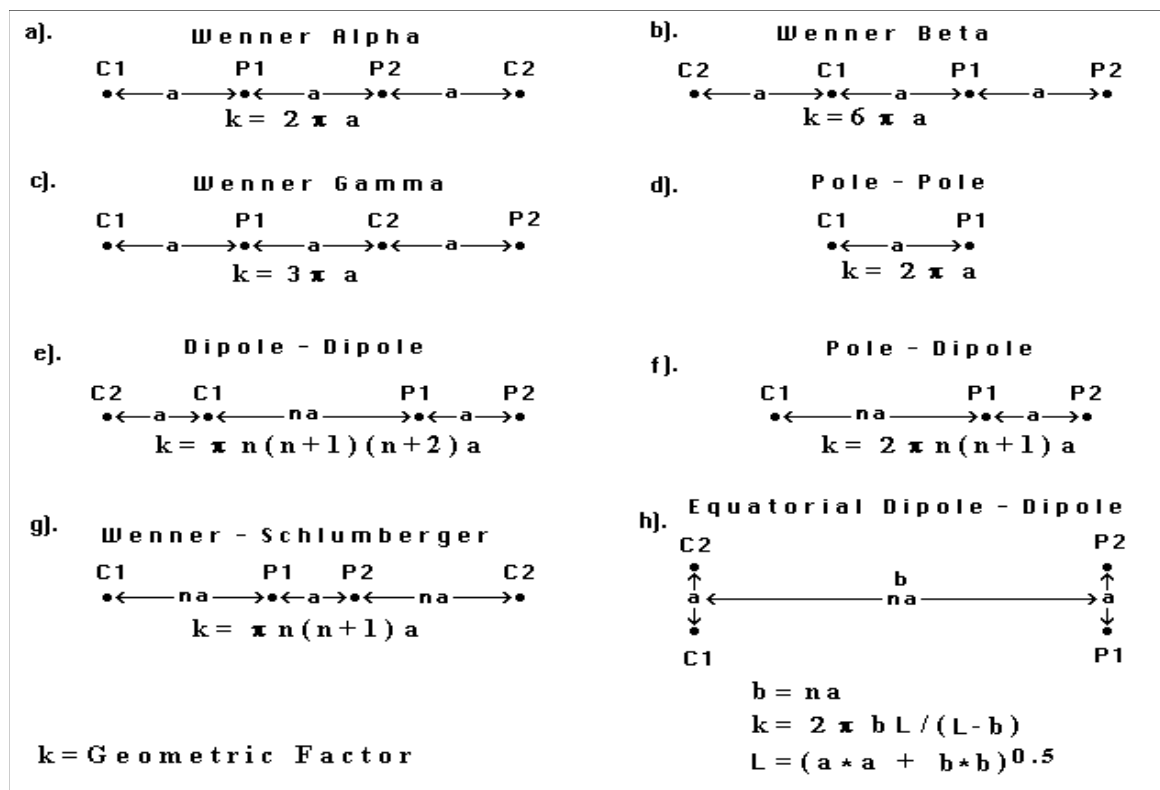 a).
Wenner Alpha
C1 P1 P2 C2
a a a
k = 2 π a
b).
Wenner Beta
C2 C1 P1 P2
a a a
k = 6 π a
c).
Wenner Gamma
C1 P1 C2 P2
a a a
k = 3 π a
d).
Pole - Pole
C1 P1
a
k = 2 π a
e).
Dipole - Dipole
C2 C1 P1 P2
a na a
k = π n(n+1)(n+2)a
f).
Pole - Dipole
C1 P1 P2
na a
k = 2 π n(n+1)a
g).
Wenner - Schlumberger
C1 P1 P2 C2
na a na
k = π n(n+1)a
h).
Equatorial Dipole - Dipole
C2 P2
b
a na a
C1 P1
b = na
k = 2 π bL/(L-b)
L = (a*a + b*b)^0.5
k = Geometric Factor